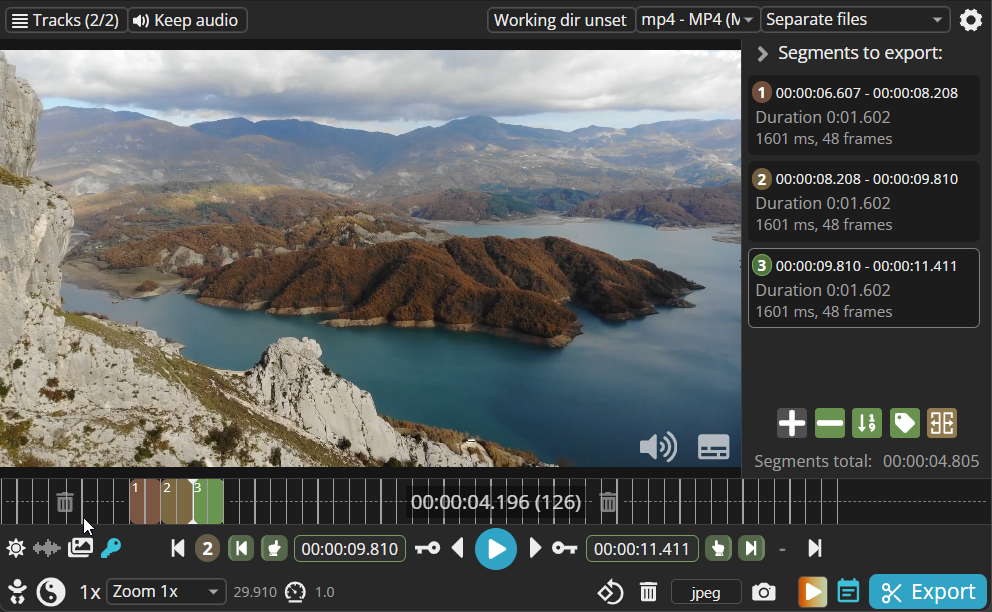 Tracks (2/2) Keep audio Working dir unset mp4 - MP4 (M Separate files
Segments to export:
1 00:00:06.607 - 00:00:08.208
Duration 0:01.602
1601 ms, 48 frames
2 00:00:08.208 - 00:00:09.810
Duration 0:01.602
1601 ms, 48 frames
3 00:00:09.810 - 00:00:11.411
Duration 0:01.602
1601 ms, 48 frames
Segments total: 00:00:04.805
1 2 3 00:00:04.196 (126)
2 00:00:09.810 00:00:11.411 -
1x Zoom 1x 29.910 1.0 jpeg Export